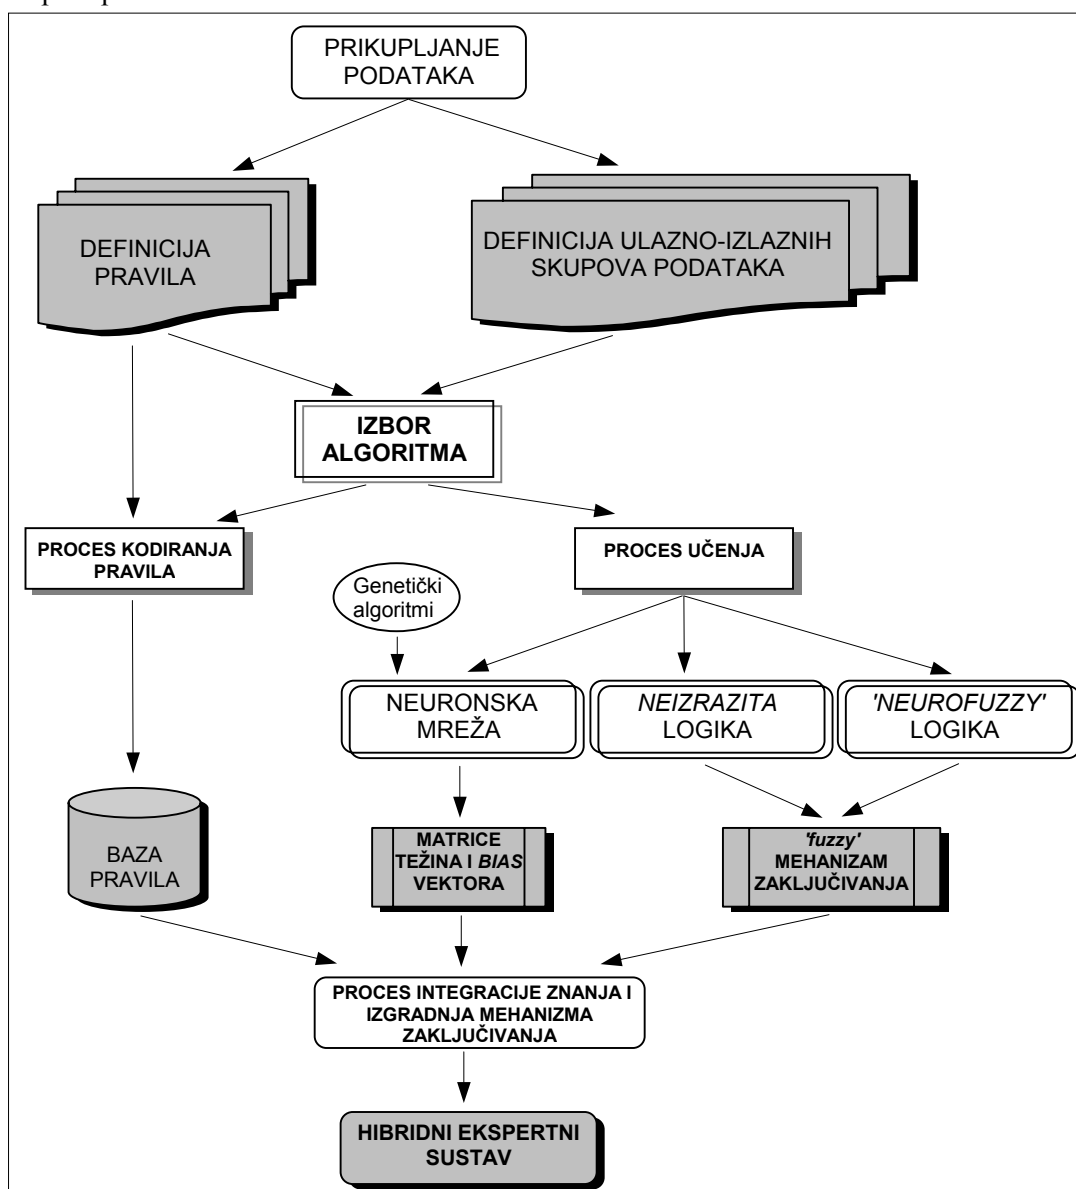 PRIKUPLJANJE
PODATAKA
DEFINICIJA
PRAVILA
DEFINICIJA ULAZNO-IZLAZNIH
SKUPOVA PODATAKA
IZBOR
ALGORITMA
PROCES KODIRANJA
PRAVILA
PROCES UČENJA
Genetički
algoritmi
NEURONSKA
MREŽA
NEIZRAZITA
LOGIKA
'NEUROFUZZY'
LOGIKA
BAZA
PRAVILA
MATRICE
TEŽINA I BIAS
VEKTORA
'fuzzy'
MEHANIZAM
ZAKLJUČIVANJA
PROCES INTEGRACIJE ZNANJA I
IZGRADNJA MEHANIZMA
ZAKLJUČIVANJA
HIBRIDNI EKSPERTNI
SUSTAV